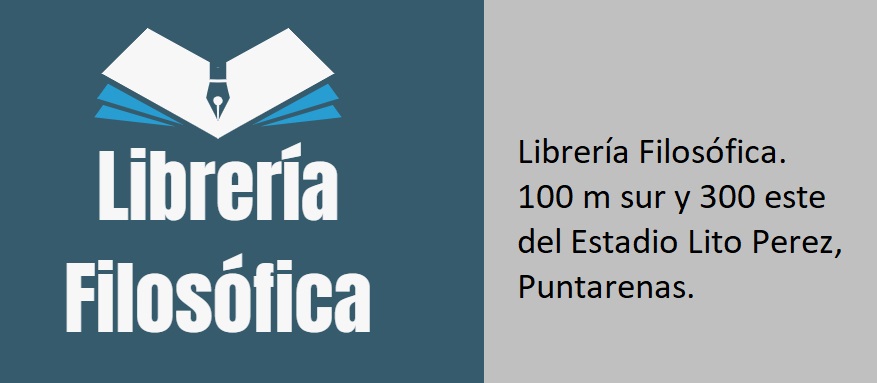 Librería
Filosófica
Librería Filosófica.
100 m sur y 300 este
del Estadio Lito Perez,
Puntarenas.